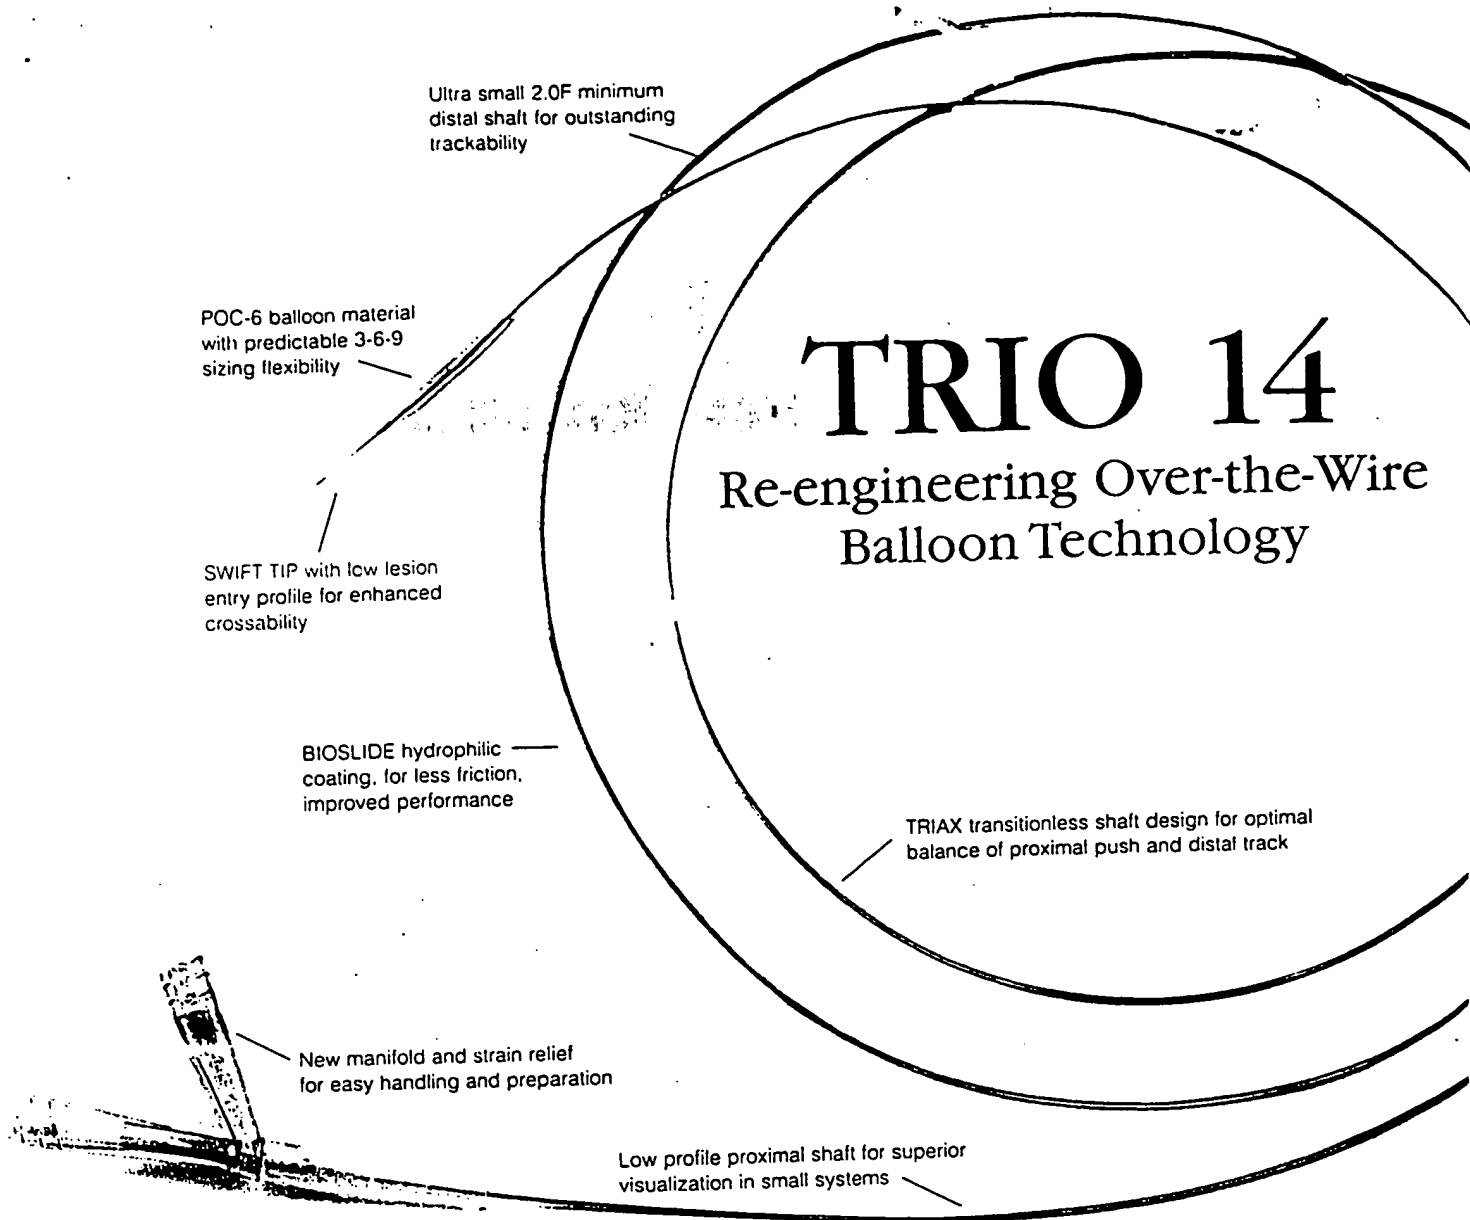 Ultra small 2.0F minimum
distal shaft for outstanding
trackability
POC-6 balloon material
with predictable 3-6-9
sizing flexibility
TRIO 14
Re-engineering Over-the-Wire
Balloon Technology
SWIFT TIP with low lesion
entry profile for enhanced
crossability
BIOSLIDE hydrophilic
coating, for less friction,
improved performance
TRIAX transitionless shaft design for optimal
balance of proximal push and distal track
New manifold and strain relief
for easy handling and preparation
Low profile proximal shaft for superior
visualization in small systems